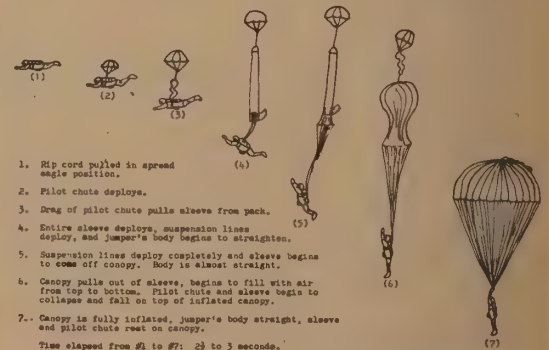 (1)
(2)
(3)
(4)
(5)
(6)
(7)
1. Rip cord pulled in spread
eagle position.
2. Pilot chute deploys.
3. Drag of pilot chute pulls sleeve from pack.
4. Entire sleeve deploys, suspension lines
deploy, and jumper's body begins to straighten.
5. Suspension lines deploy completely and sleeve begins
to come off canopy. Body is almost straight.
6. Canopy pulls out of sleeve, begins to fill with air
from top to bottom. Pilot chute and sleeve begin to
collapse and fall on top of inflated canopy.
7. Canopy is fully inflated, jumper's body straight, sleeve
and pilot chute rest on canopy.
Time elapsed from #1 to #7: 2½ to 3 seconds.